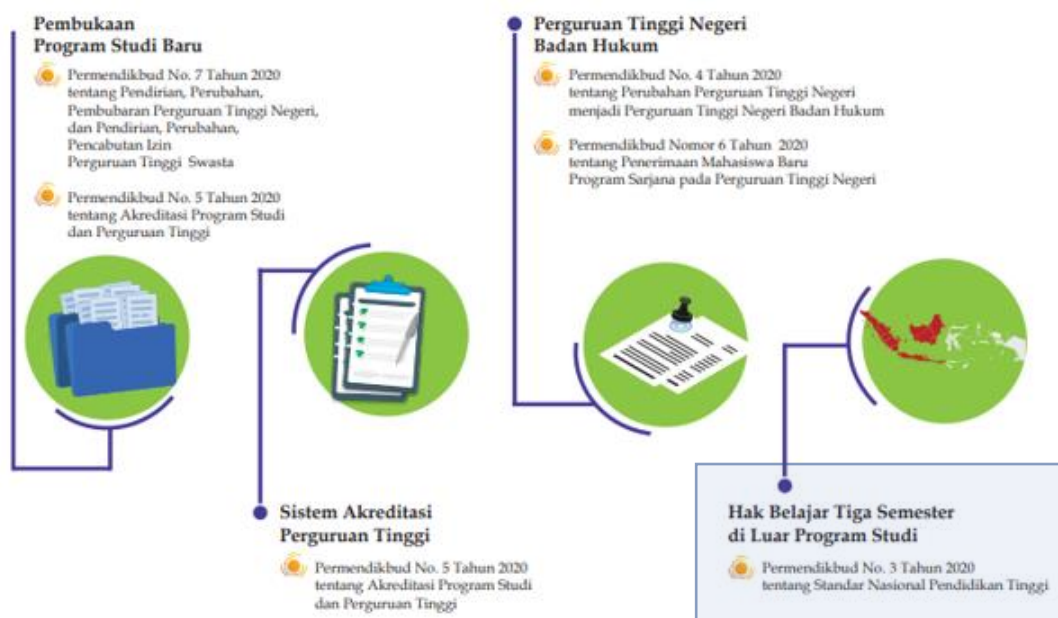 Pembukaan
Program Studi Baru
Permendikbud No. 7 Tahun 2020
tentang Pendirian, Perubahan,
Pembubaran Perguruan Tinggi Negeri,
dan Pendirian, Perubahan,
Pencabutan Izin
Perguruan Tinggi Swasta
Permendikbud No. 5 Tahun 2020
tentang Akreditasi Program Studi
dan Perguruan Tinggi
Sistem Akreditasi
Perguruan Tinggi
Permendikbud No. 5 Tahun 2020
tentang Akreditasi Program Studi
dan Perguruan Tinggi
Perguruan Tinggi Negeri
Badan Hukum
Permendikbud No. 4 Tahun 2020
tentang Perubahan Perguruan Tinggi Negeri
menjadi Perguruan Tinggi Negeri Badan Hukum
Permendikbud Nomor 6 Tahun 2020
tentang Penerimaan Mahasiswa Baru
Program Sarjana pada Perguruan Tinggi Negeri
Hak Belajar Tiga Semester
di Luar Program Studi
Permendikbud No. 3 Tahun 2020
tentang Standar Nasional Pendidikan Tinggi